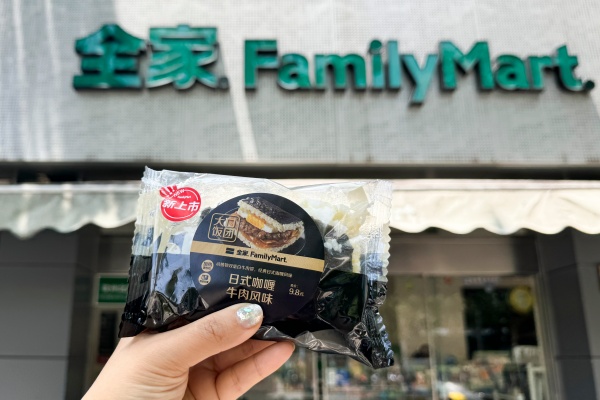 全家 FamilyMart
新上市
大口
饭团
全家 FamilyMart
日式咖喱
牛肉风味
9.8元